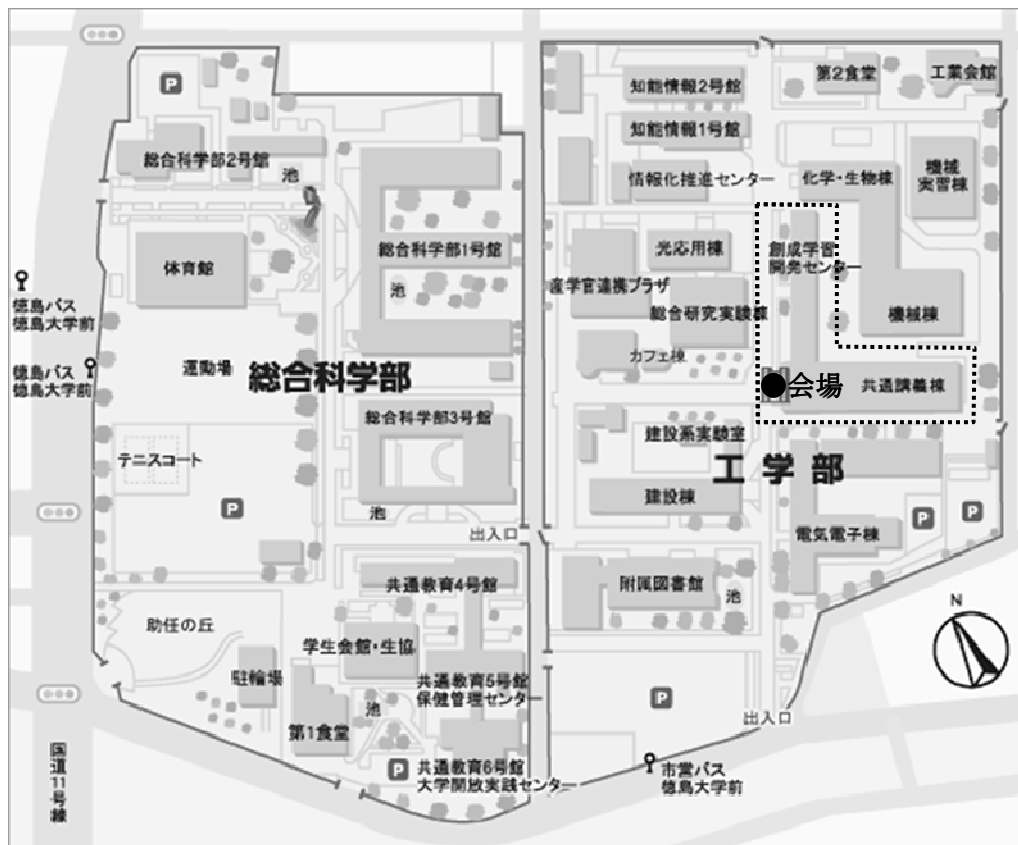 P
第2食堂
工業会館
知能情報2号館
知能情報1号館
総合科学部2号館
池
情報化推進センター
化学・生物棟
機械
実習棟
総合科学部1号館
光応用棟
創成学習
開発センター
体育館
池
産学官連携プラザ
総合研究実験棟
機械棟
徳島バス
徳島大学前
カフェ棟
徳島バス
徳島大学前
運動場
総合科学部
会場
共通講義棟
総合科学部3号館
建設系実験室
テニスコート
工学部
建設棟
P
池
P
P
出入口
電気電子棟
共通教育4号館
附属図書館
池
N
助任の丘
学生会館・生協
駐輪場
共通教育5号館
保健管理センター
P
池
出入口
第1食堂
国道11号線
P
共通教育6号館
大学開放実践センター
市営バス
徳島大学前